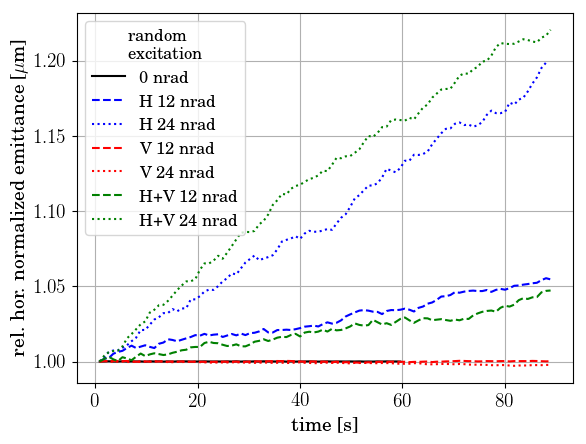 rel. hor. normalized emittance [μm]
1.20
1.15
1.10
1.05
1.00
random
excitation
0 nrad
H 12 nrad
H 24 nrad
V 12 nrad
V 24 nrad
H+V 12 nrad
H+V 24 nrad
0 20 40 60 80
time [s]